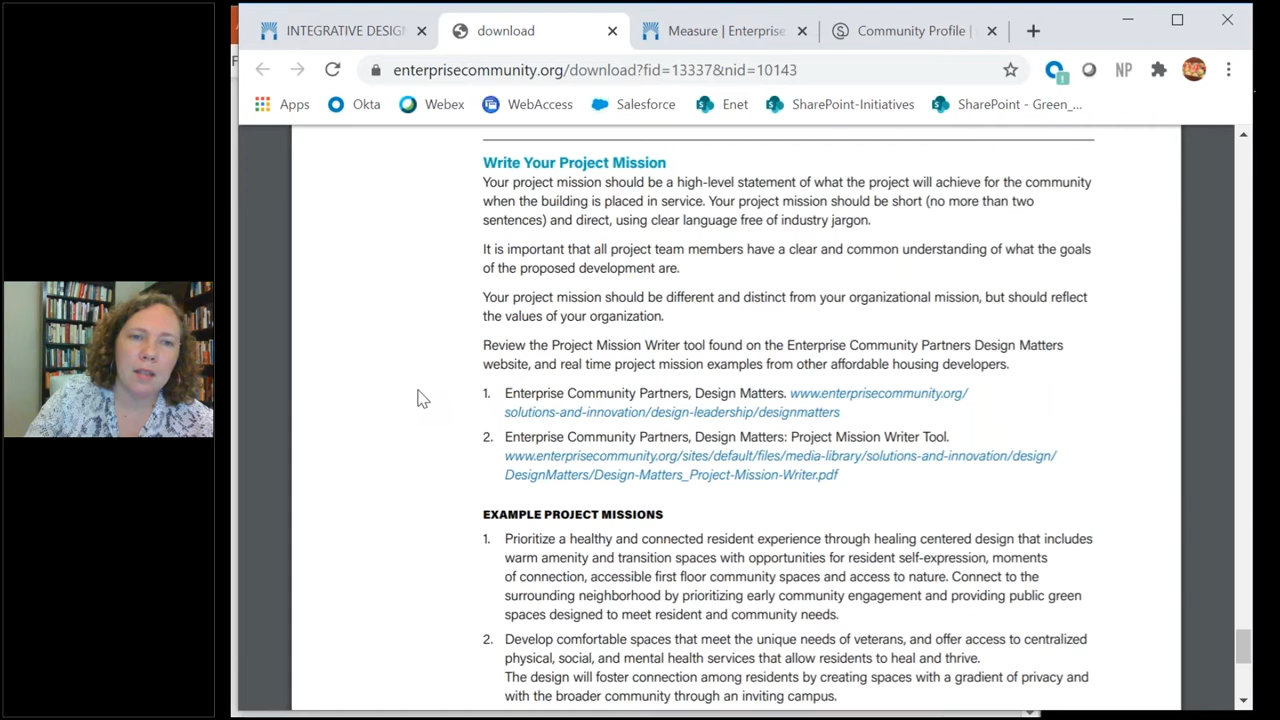 INTEGRATIVE DESIG
download
Measure | Enterprise
Community Profile |
enterprisecommunity.org/download?fid=13337&nid=10143
NP
Apps
Okta
Webex
WebAccess
Salesforce
Enet
SharePoint-Initiatives
SharePoint - Green_...
Write Your Project Mission
Your project mission should be a high-level statement of what the project will achieve for the community
when the building is placed in service. Your project mission should be short (no more than two
sentences) and direct, using clear language free of industry jargon.
It is important that all project team members have a clear and common understanding of what the goals
of the proposed development are.
Your project mission should be different and distinct from your organizational mission, but should reflect
the values of your organization.
Review the Project Mission Writer tool found on the Enterprise Community Partners Design Matters
website, and real time project mission examples from other affordable housing developers.
1. Enterprise Community Partners, Design Matters. www.enterprisecommunity.org/
solutions-and-innovation/design-leadership/designmatters
2. Enterprise Community Partners, Design Matters: Project Mission Writer Tool.
www.enterprisecommunity.org/sites/default/files/media-library/solutions-and-innovation/design/
DesignMatters/Design-Matters_Project-Mission-Writer.pdf
EXAMPLE PROJECT MISSIONS
1. Prioritize a healthy and connected resident experience through healing centered design that includes
warm amenity and transition spaces with opportunities for resident self-expression, moments
of connection, accessible first floor community spaces and access to nature. Connect to the
surrounding neighborhood by prioritizing early community engagement and providing public green
spaces designed to meet resident and community needs.
2. Develop comfortable spaces that meet the unique needs of veterans, and offer access to centralized
physical, social, and mental health services that allow residents to heal and thrive.
The design will foster connection among residents by creating spaces with a gradient of privacy and
with the broader community through an inviting campus.